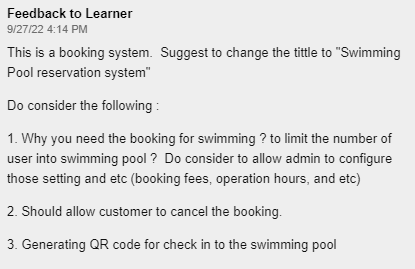 Feedback to Learner
9/27/22 4:14 PM
This is a booking system.  Suggest to change the tittle to "Swimming
Pool reservation system"
Do consider the following :
1. Why you need the booking for swimming ? to limit the number of
user into swimming pool ?  Do consider to allow admin to configure
those setting and etc (booking fees, operation hours, and etc)
2. Should allow customer to cancel the booking.
3. Generating QR code for check in to the swimming pool